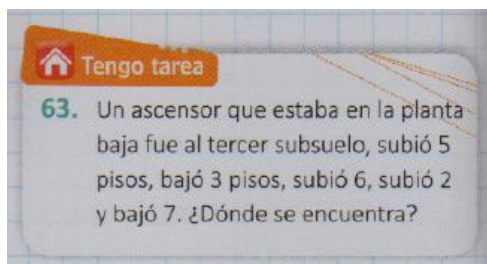 Tengo tarea
63. Un ascensor que estaba en la planta
baja fue al tercer subsuelo, subió 5
pisos, bajó 3 pisos, subió 6, subió 2
y bajó 7. ¿Dónde se encuentra?